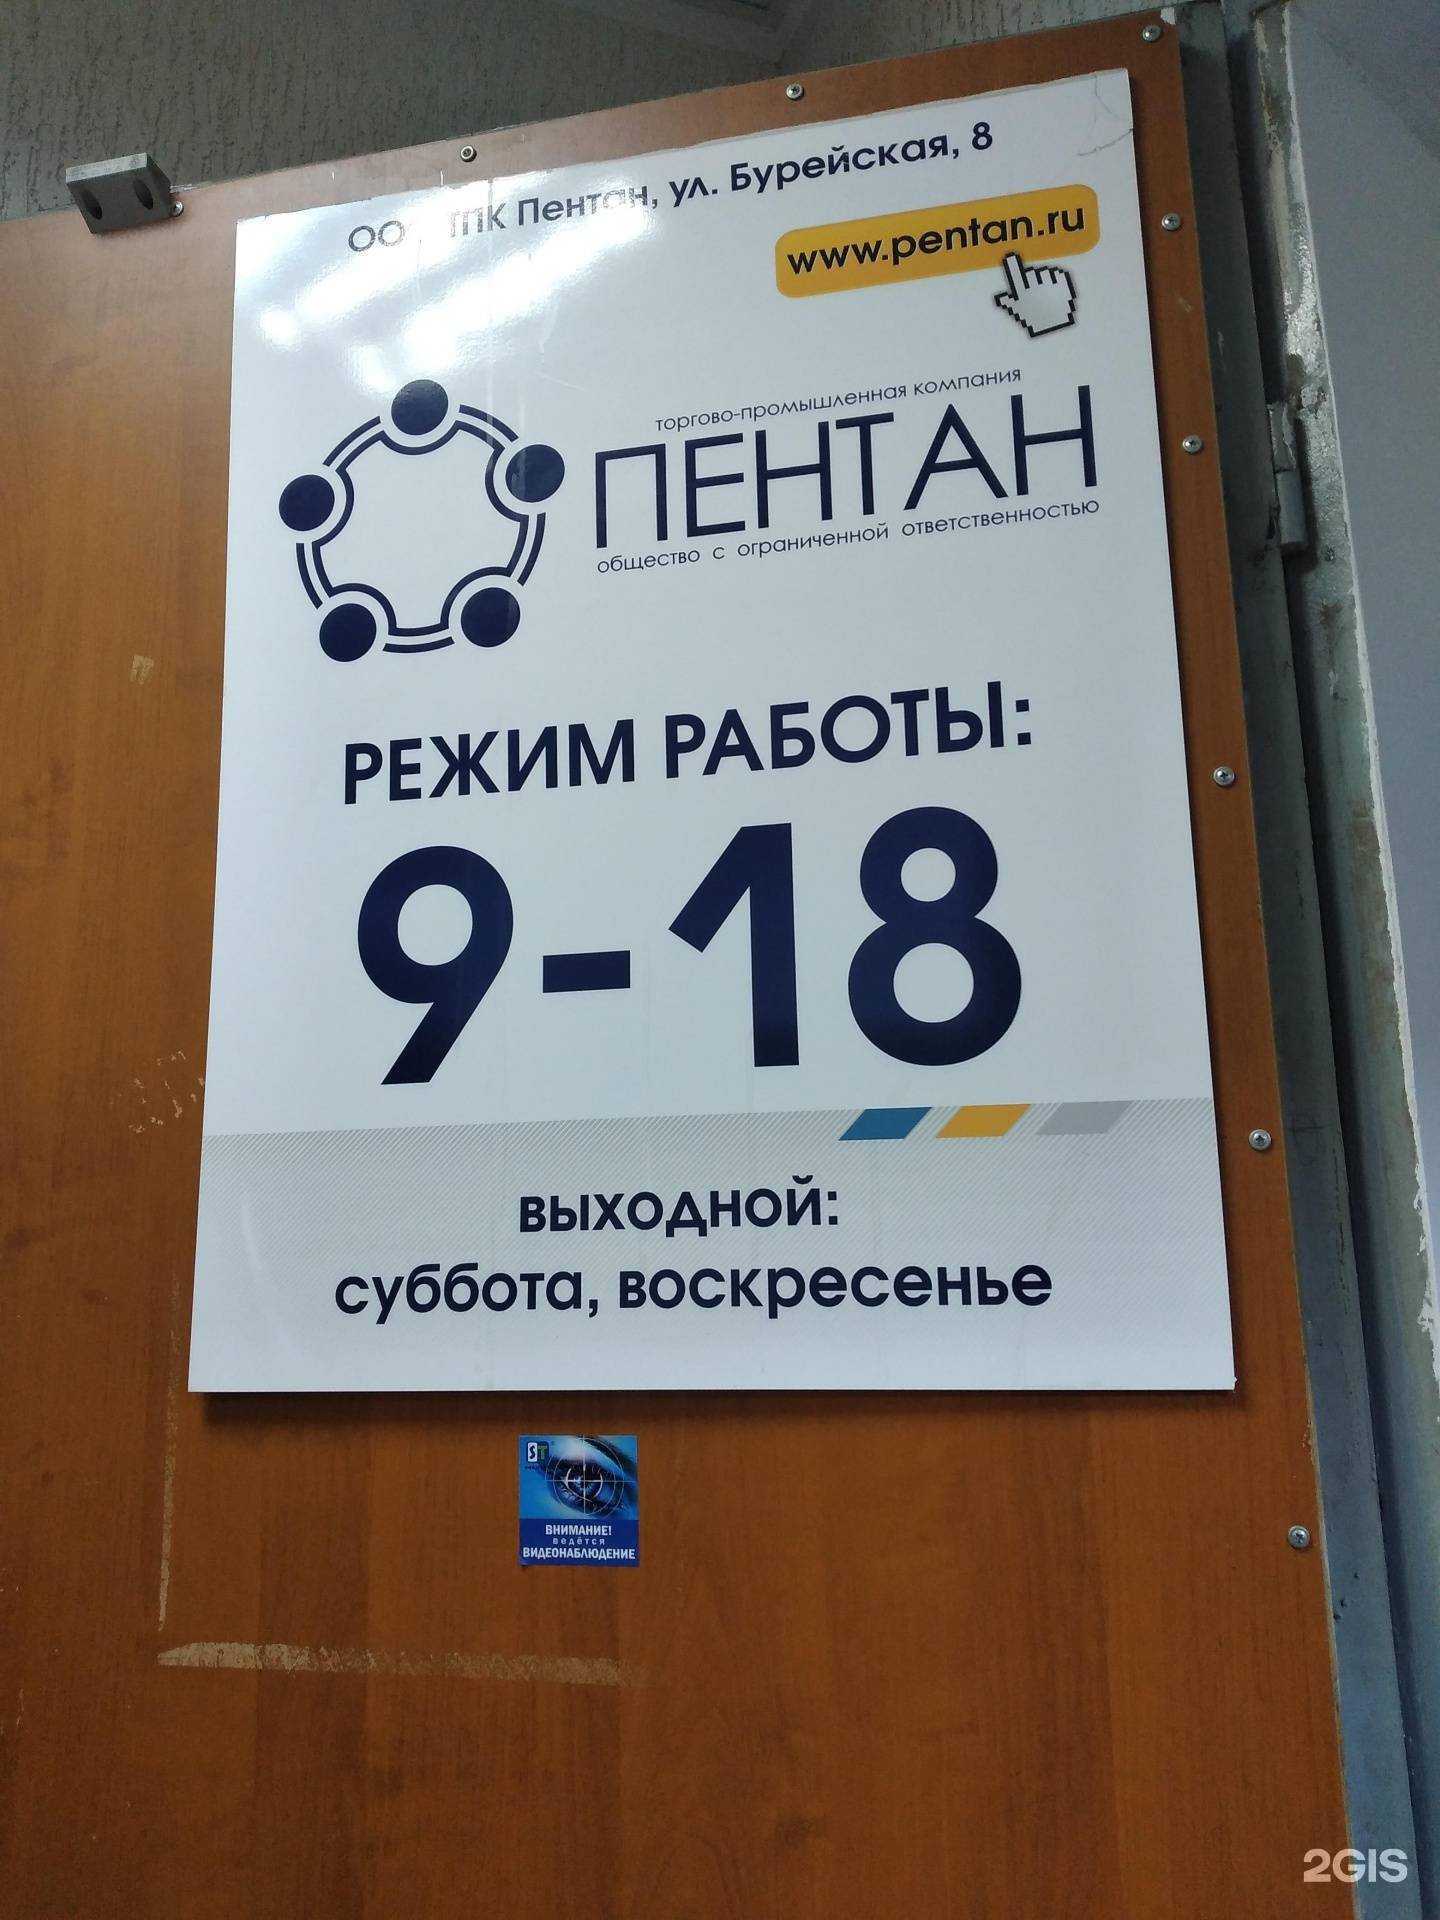 ТПК Пентан, ул. Бурейская, 8
www.pentan.ru
торгово-промышленная компания
ПЕНТАН
общество с ограниченной ответственностью
РЕЖИМ РАБОТЫ:
9-18
выходной:
суббота, воскресенье
ST
ВНИМАНИЕ!
ведётся
ВИДЕОНАБЛЮДЕНИЕ
2GIS